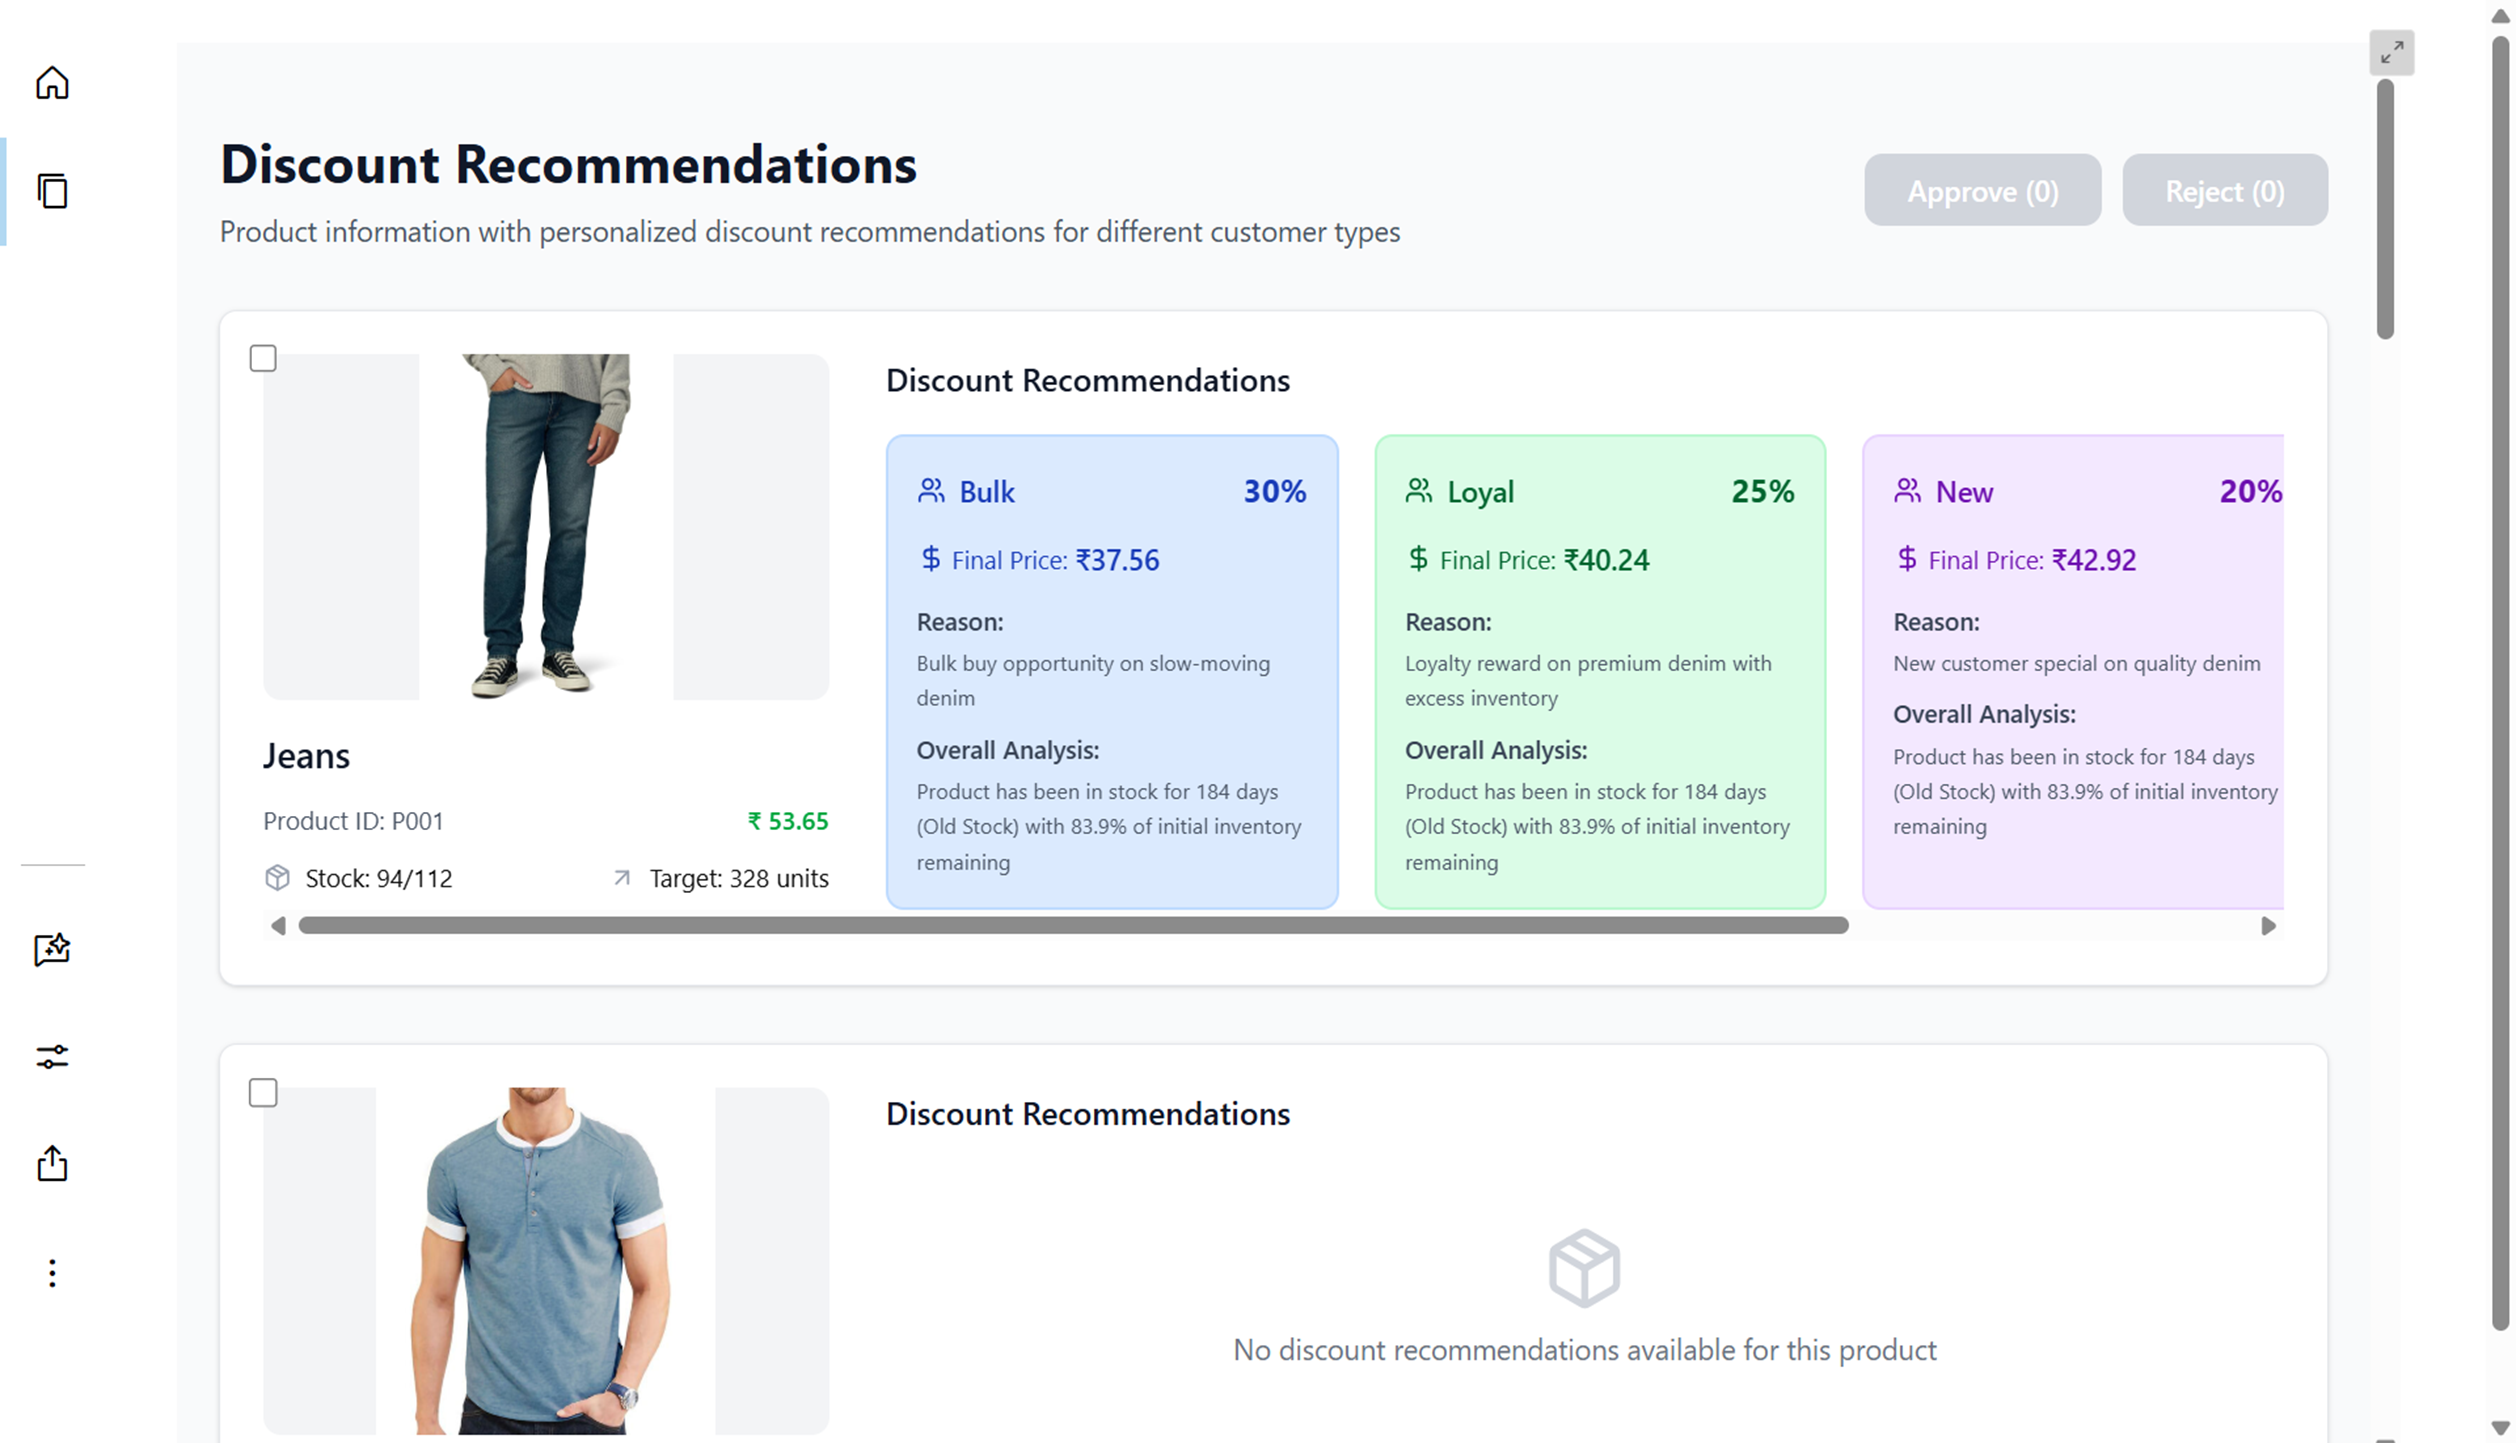 Discount Recommendations
Product information with personalized discount recommendations for different customer types
Approve (0)
Reject (0)
Jeans
Product ID: P001
₹ 53.65
Stock: 94/112
Target: 328 units
Discount Recommendations
Bulk
30%
$ Final Price: ₹37.56
Reason:
Bulk buy opportunity on slow-moving
denim
Overall Analysis:
Product has been in stock for 184 days
(Old Stock) with 83.9% of initial inventory
remaining
Loyal
25%
$ Final Price: ₹40.24
Reason:
Loyalty reward on premium denim with
excess inventory
Overall Analysis:
Product has been in stock for 184 days
(Old Stock) with 83.9% of initial inventory
remaining
New
20%
$ Final Price: ₹42.92
Reason:
New customer special on quality denim
Overall Analysis:
Product has been in stock for 184 days
(Old Stock) with 83.9% of initial inventory
remaining
Discount Recommendations
No discount recommendations available for this product